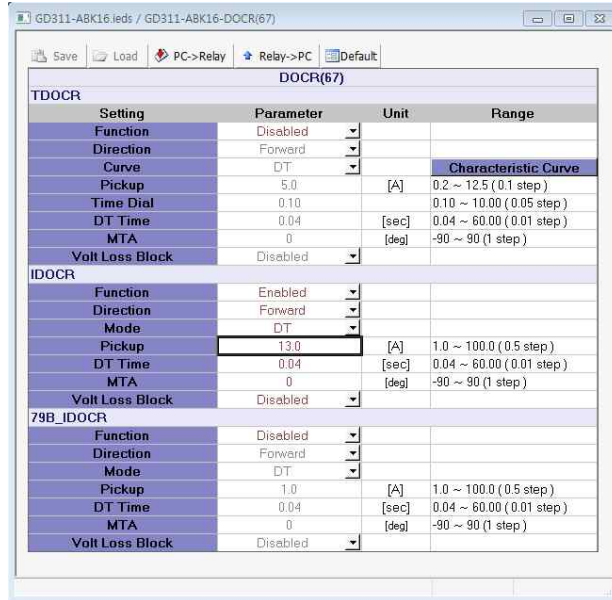 GD311-ABK16.ieds / GD311-ABK16-DOCR(67)
Save Load PC->Relay Relay->PC Default
DOCR(67)
TDOCR
Setting Parameter Unit Range
Function Disabled
Direction Forward
Curve DT Characteristic Curve
Pickup 5.0 [A] 0.2 ~ 12.5 ( 0.1 step )
Time Dial 0.10 0.10 ~ 10.00 ( 0.05 step )
DT Time 0.04 [sec] 0.04 ~ 60.00 ( 0.01 step )
MTA 0 [deg] -90 ~ 90 (1 step )
Volt Loss Block Disabled
IDOCR
Function Enabled
Direction Forward
Mode DT
Pickup 13.0 [A] 1.0 ~ 100.0 ( 0.5 step )
DT Time 0.04 [sec] 0.04 ~ 60.00 ( 0.01 step )
MTA 0 [deg] -90 ~ 90 (1 step )
Volt Loss Block Disabled
79B_IDOCR
Function Disabled
Direction Forward
Mode DT
Pickup 1.0 [A] 1.0 ~ 100.0 ( 0.5 step )
DT Time 0.04 [sec] 0.04 ~ 60.00 ( 0.01 step )
MTA 0 [deg] -90 ~ 90 (1 step )
Volt Loss Block Disabled